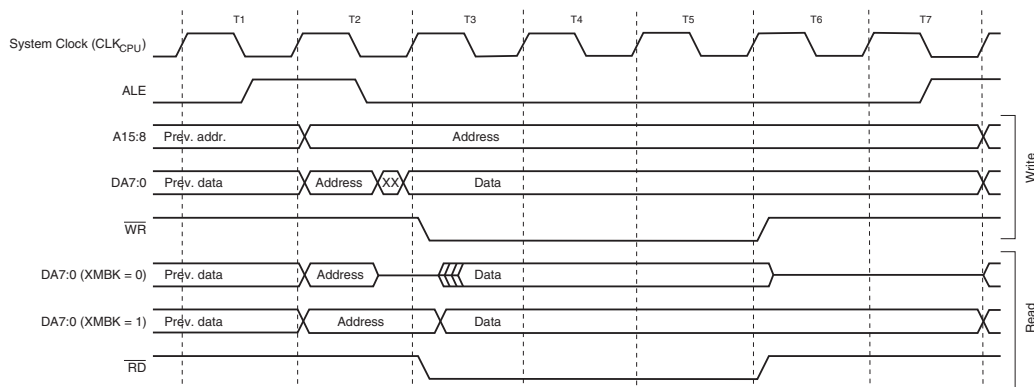 T1 T2 T3 T4 T5 T6 T7
System Clock (CLKCPU)
ALE
A15:8 Prev. addr. Address
DA7:0 Prev. data Address XX Data
WR
Write
DA7:0 (XMBK = 0) Prev. data Address Data
DA7:0 (XMBK = 1) Prev. data Address Data
RD
Read